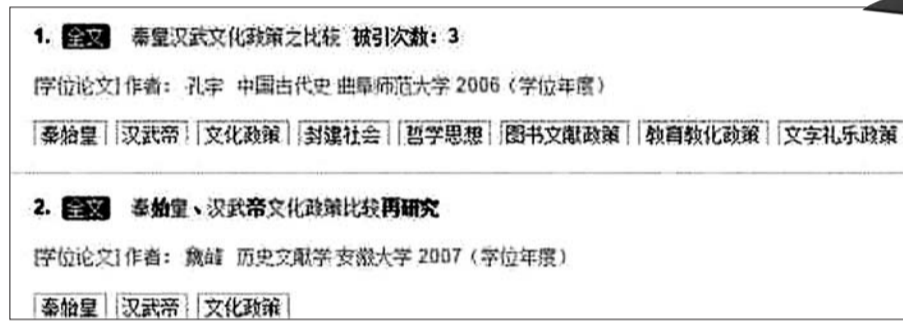 1. 全文 秦皇汉武文化政策之比较 被引次数：3
[学位论文] 作者： 孔宇 中国古代史 曲阜师范大学 2006（学位年度）
秦始皇 汉武帝 文化政策 封建社会 哲学思想 图书文献政策 教育教化政策 文字礼乐政策
2. 全文 秦始皇、汉武帝文化政策比较再研究
[学位论文] 作者： 历史文献学 安徽大学 2007（学位年度）
秦始皇 汉武帝 文化政策